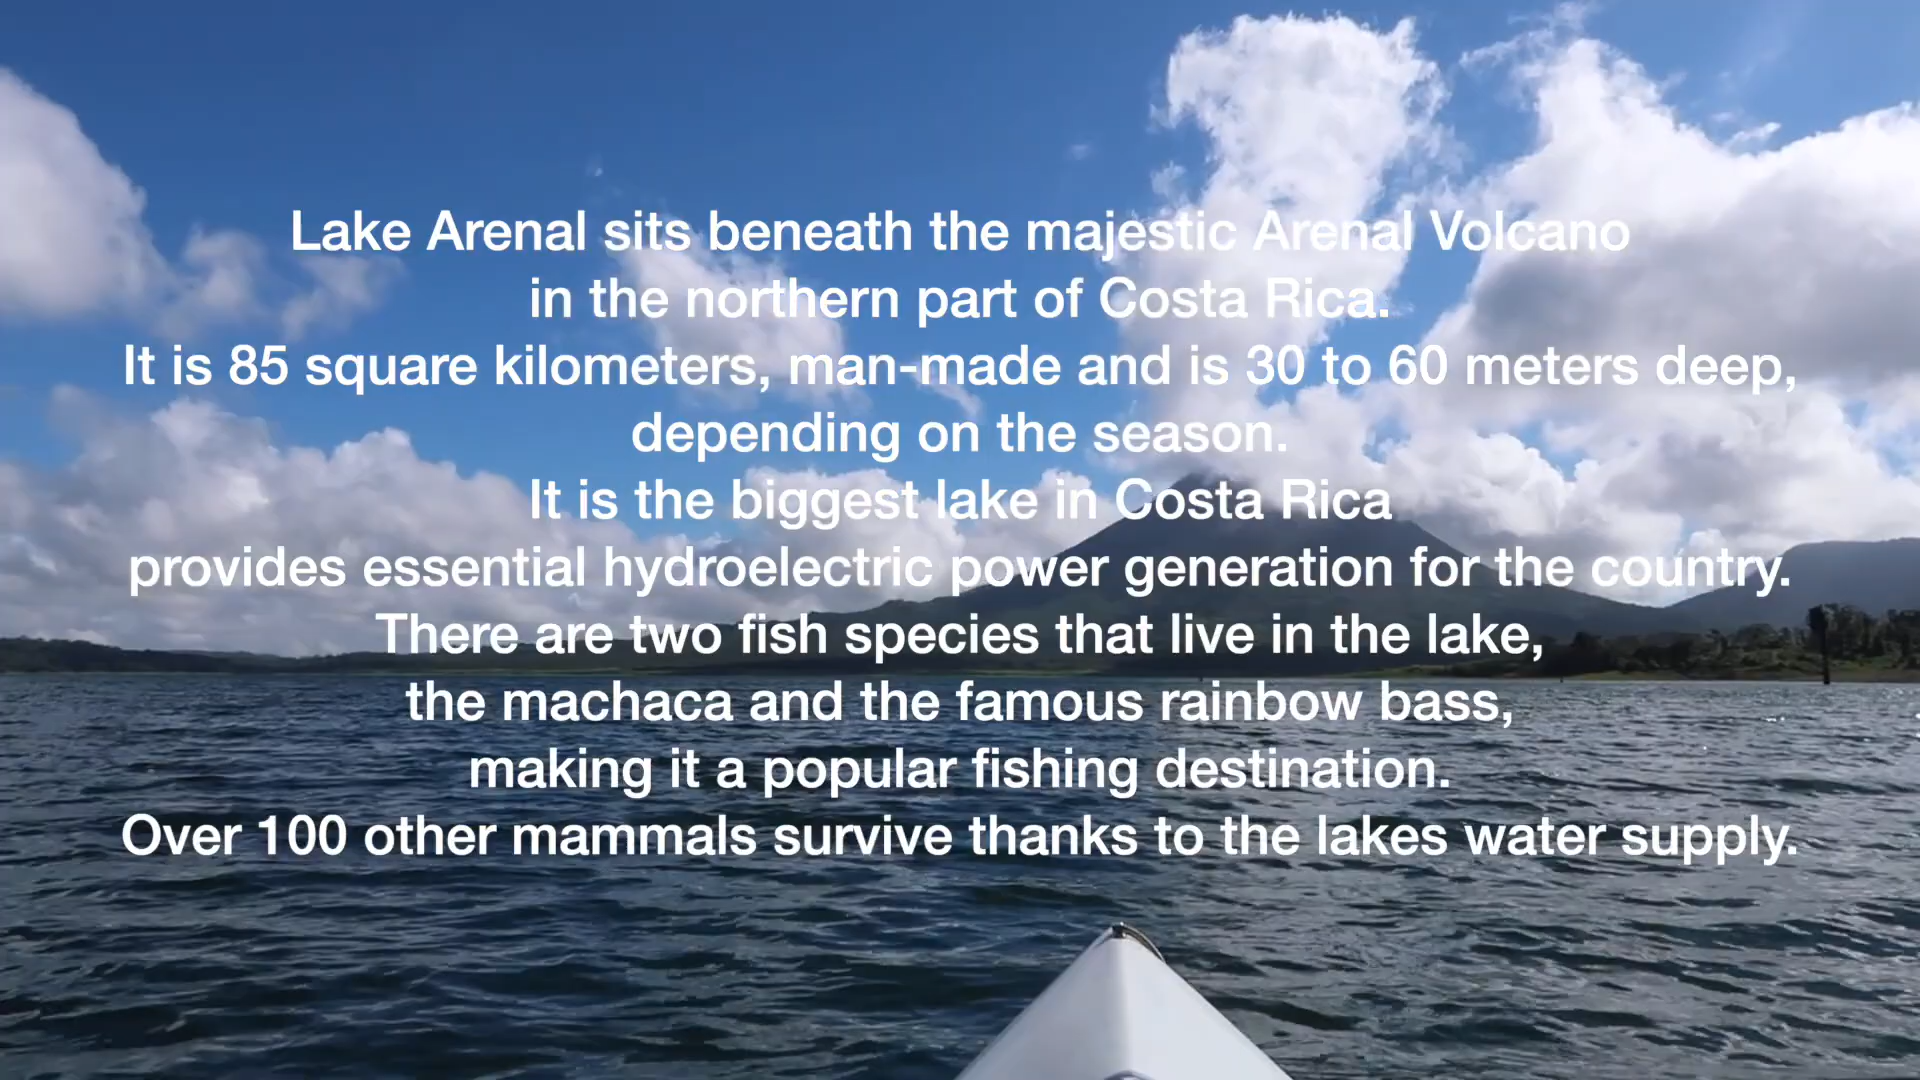 Lake Arenal sits beneath the majestic Arenal Volcano
in the northern part of Costa Rica.
It is 85 square kilometers, man-made and is 30 to 60 meters deep,
depending on the season.
It is the biggest lake in Costa Rica
provides essential hydroelectric power generation for the country.
There are two fish species that live in the lake,
the machaca and the famous rainbow bass,
making it a popular fishing destination.
Over 100 other mammals survive thanks to the lakes water supply.